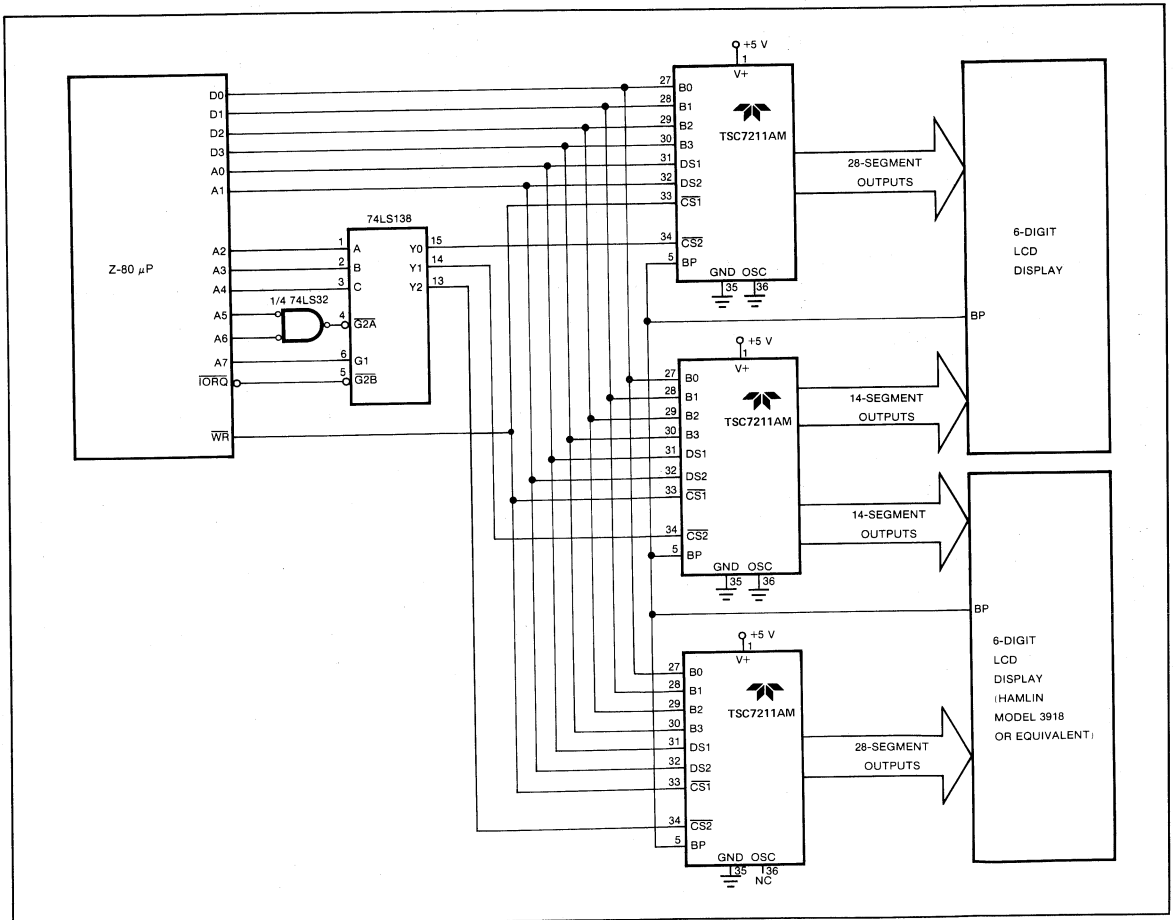 Z-80 µP
D0
D1
D2
D3
A0
A1
A2
A3
A4
A5
A6
A7
IORQ
WR
1/4 74LS32
74LS138
1 A
2 B
3 C
4 G2A
6 G1
5 G2B
Y0 15
Y1 14
Y2 13
+5 V
1
V+
TSC7211AM
27 B0
28 B1
29 B2
30 B3
31 DS1
32 DS2
33 CS1
34 CS2
5 BP
GND OSC
35 36
28-SEGMENT
OUTPUTS
6-DIGIT
LCD
DISPLAY
BP
+5 V
1
V+
TSC7211AM
27 B0
28 B1
29 B2
30 B3
31 DS1
32 DS2
33 CS1
34 CS2
5 BP
GND OSC
35 36
14-SEGMENT
OUTPUTS
14-SEGMENT
OUTPUTS
BP
6-DIGIT
LCD
DISPLAY
(HAMLIN
MODEL 3918
OR EQUIVALENT)
+5 V
1
V+
TSC7211AM
27 B0
28 B1
29 B2
30 B3
31 DS1
32 DS2
33 CS1
34 CS2
5 BP
GND OSC
35 36
NC
28-SEGMENT
OUTPUTS